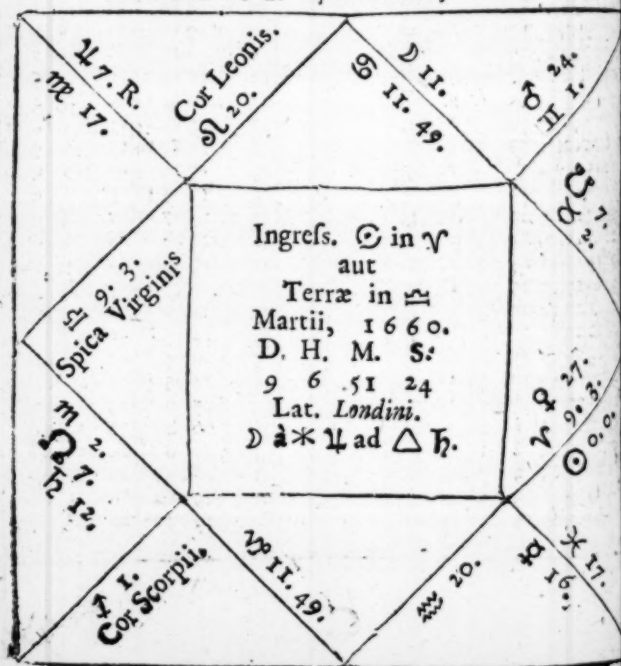 ♃ 7. R.
♍ 17.
Cor Leonis.
♌ 20.
☽ 11.
♋ 11. 49.
♂ 24.
♊ 1.
☋ 7.
♉ 2.
Ingreſs. ☉ in ♈
aut
Terræ in ♎
Martii, 1660.
D. H. M. S.
9 6 51 24
Lat. Londini.
☽ à ⚹ ♃ ad △ ♄.
♎ 9. 3.
Spica Virginis
♀ 27.
♈ 9. 3.
☉ 0.0.
♏ 2.
☊ 7.
♄ 12.
♐ 1.
Cor Scorpii.
♑ 11. 49.
♒ 20.
♓ 17.
☿ 16.